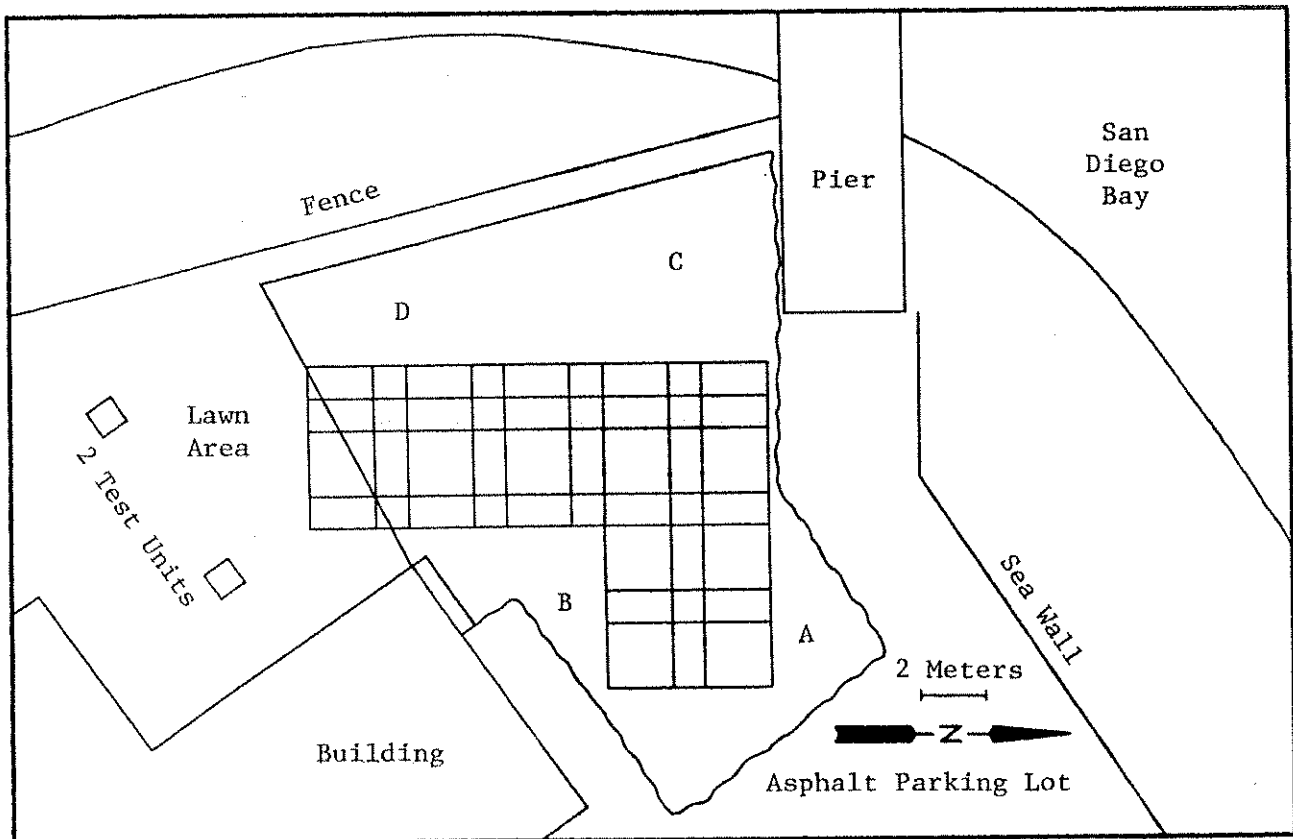 San
Diego
Bay
Pier
Fence
C
D
Lawn
Area
2 Test Units
B
A
Sea Wall
2 Meters
N
Building
Asphalt Parking Lot